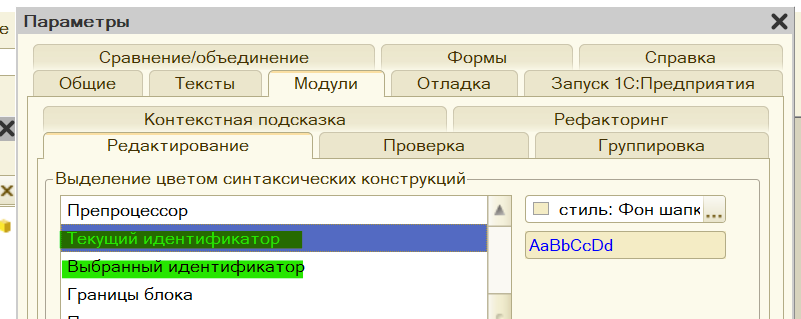 Параметры
Сравнение/объединение Формы Справка
Общие Тексты Модули Отладка Запуск 1С:Предприятия
Контекстная подсказка Рефакторинг
Редактирование Проверка Группировка
Выделение цветом синтаксических конструкций
Препроцессор
стиль: Фон шапк ...
Текущий идентификатор
AaBbCcDd
Выбранный идентификатор
Границы блока